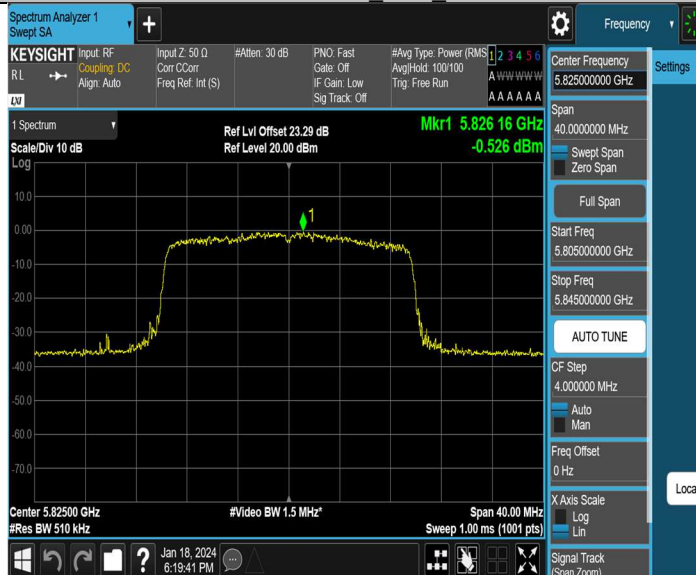 Spectrum Analyzer 1
Swept SA
+
Frequency
KEYSIGHT
RL
LXI
Input: RF
Coupling: DC
Align: Auto
Input Z: 50 Ω
Corr CCorr
Freq Ref: Int (S)
#Atten: 30 dB
PNO: Fast
Gate: Off
IF Gain: Low
Sig Track: Off
#Avg Type: Power (RMS
Avg|Hold: 100/100
Trig: Free Run
1 2 3 4 5 6
A W W W W W
A A A A A A
1 Spectrum
Scale/Div 10 dB
Log
Ref Lvl Offset 23.29 dB
Ref Level 20.00 dBm
Mkr1 5.826 16 GHz
-0.526 dBm
10.0
0.00
-10.0
-20.0
-30.0
-40.0
-50.0
-60.0
-70.0
1
Center 5.82500 GHz
#Res BW 510 kHz
#Video BW 1.5 MHz*
Span 40.00 MHz
Sweep 1.00 ms (1001 pts)
?
Jan 18, 2024
6:19:41 PM
Center Frequency
5.825000000 GHz
Settings
Span
40.0000000 MHz
Swept Span
Zero Span
Full Span
Start Freq
5.805000000 GHz
Stop Freq
5.845000000 GHz
AUTO TUNE
CF Step
4.000000 MHz
Auto
Man
Freq Offset
0 Hz
X Axis Scale
Log
Lin
Loca
Signal Track
(Span Zoom)